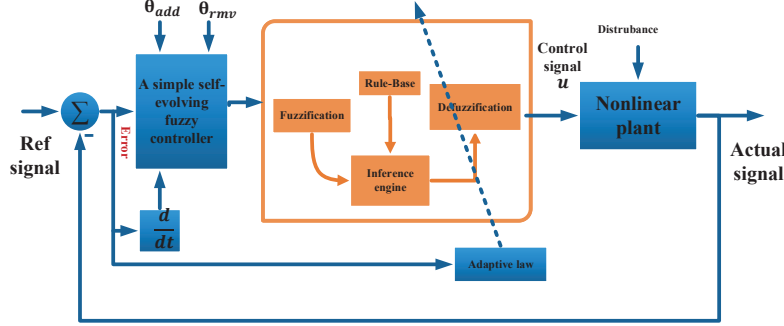 θadd
θrmv
A simple self-
evolving
fuzzy
controller
Σ
Error
Ref
signal
d
dt
Fuzzification
Rule-Base
Inference
engine
Defuzzification
Adaptive law
Control
signal
u
Distrubance
Nonlinear
plant
Actual
signal